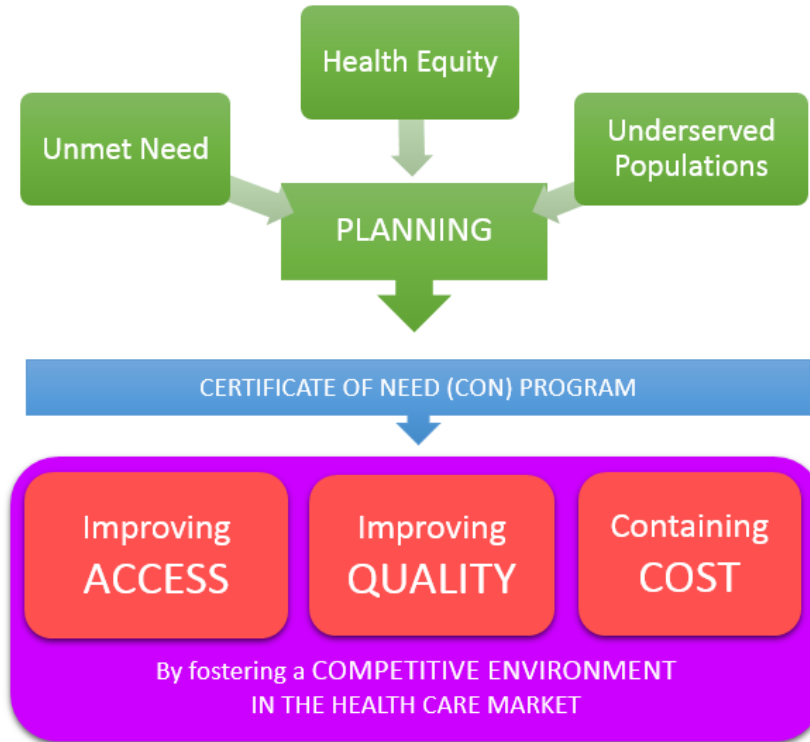 Health Equity
Unmet Need
Underserved
Populations
PLANNING
CERTIFICATE OF NEED (CON) PROGRAM
Improving
ACCESS
Improving
QUALITY
Containing
COST
By fostering a COMPETITIVE ENVIRONMENT
IN THE HEALTH CARE MARKET